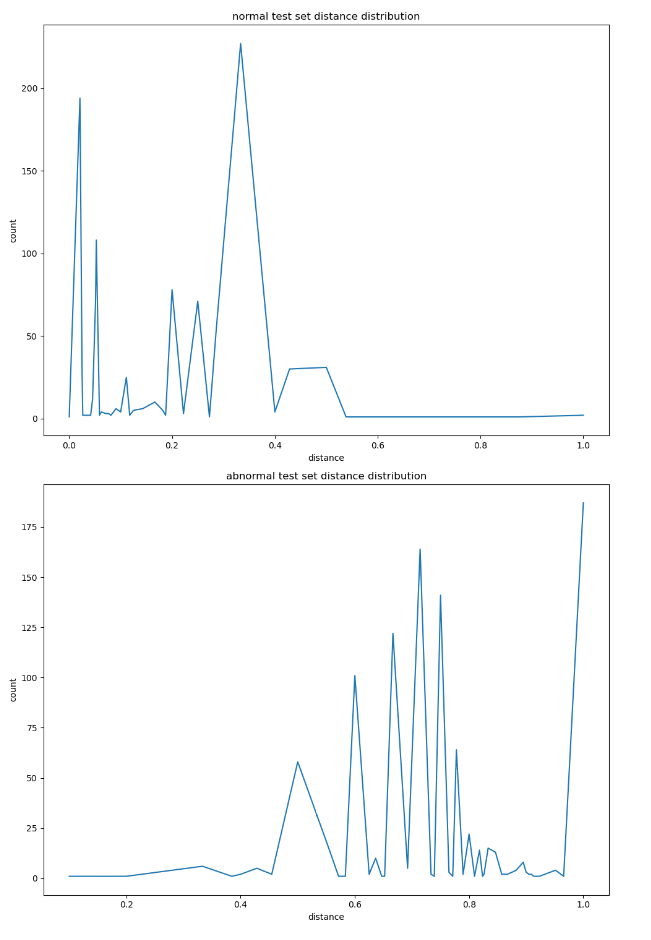 normal test set distance distribution
200
150
100
50
0
count
0.0 0.2 0.4 0.6 0.8 1.0
distance
abnormal test set distance distribution
175
150
125
100
75
50
25
0
count
0.2 0.4 0.6 0.8 1.0
distance